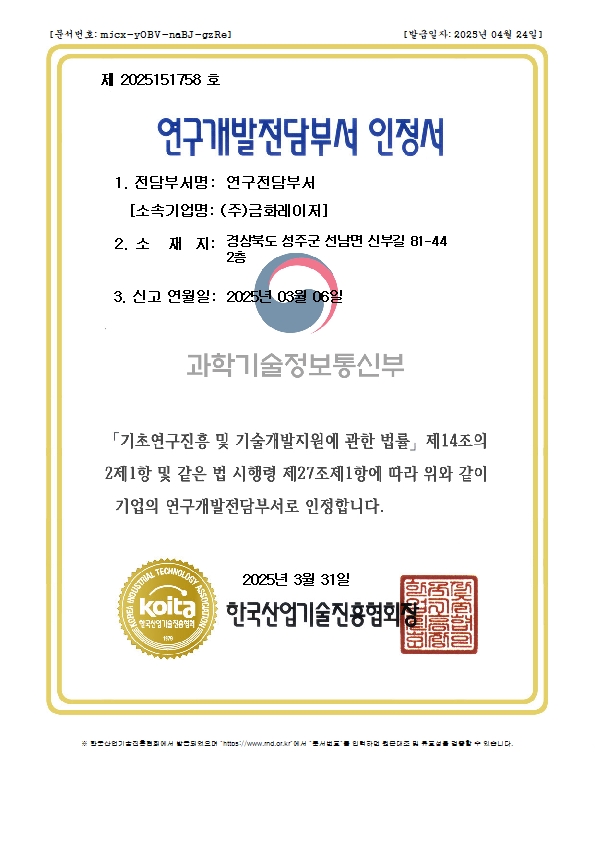 [문서번호: mjcx-yOBV-naBJ-gzRe] [발급일자: 2025년 04월 24일]
제 2025151758 호
연구개발전담부서 인정서
1. 전담부서명: 연구전담부서
[소속기업명: (주)금화레이저]
2. 소 재 지: 경상북도 성주군 선남면 신부길 81-44
2층
3. 신고 연월일: 2025년 03월 06일
과학기술정보통신부
「기초연구진흥 및 기술개발지원에 관한 법률」제14조의
2제1항 및 같은 법 시행령 제27조제1항에 따라 위와 같이
기업의 연구개발전담부서로 인정합니다.
2025년 3월 31일
KOREA INDUSTRIAL TECHNOLOGY ASSOCIATION
koita
한국산업기술진흥협회
1979
한국산업기술진흥협회장
※ 한국산업기술진흥협회에서 발급되었으며 "https://www.rnd.or.kr"에서 "문서번호"를 입력하면 원본대조 및 유효성을 검증할 수 있습니다.